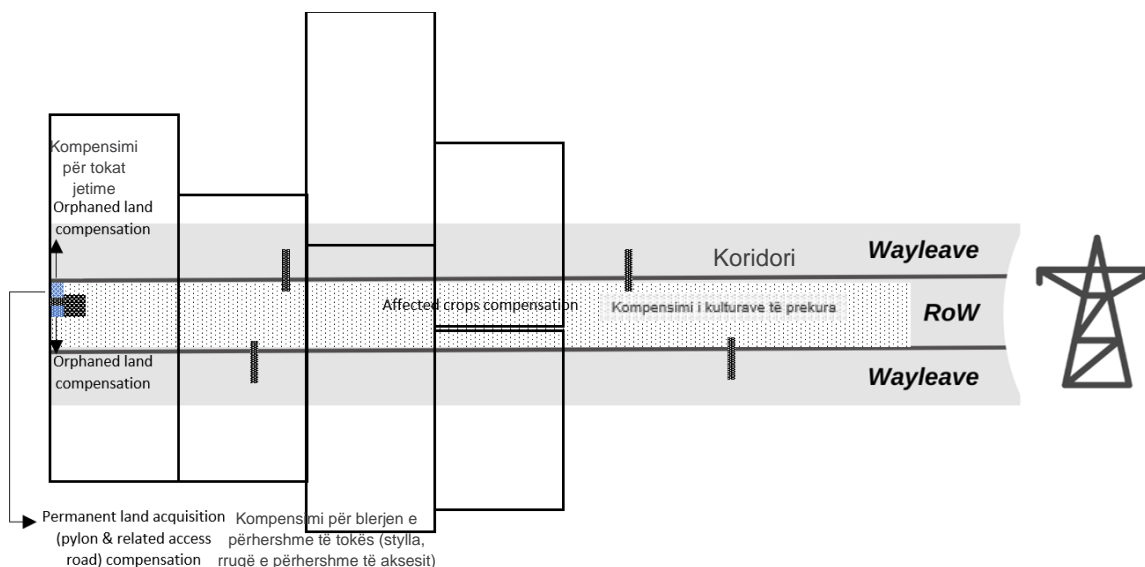 Kompensimi
për tokat
jetime
Orphaned land
compensation
Koridori
Wayleave
Affected crops compensation
Kompensimi i kulturave të prekura
RoW
Orphaned land
compensation
Wayleave
Permanent land acquisition
(pylon & related access
road) compensation
Kompensimi për blerjen e
përhershme të tokës (stylla,
rrugë e përhershme të aksesit)